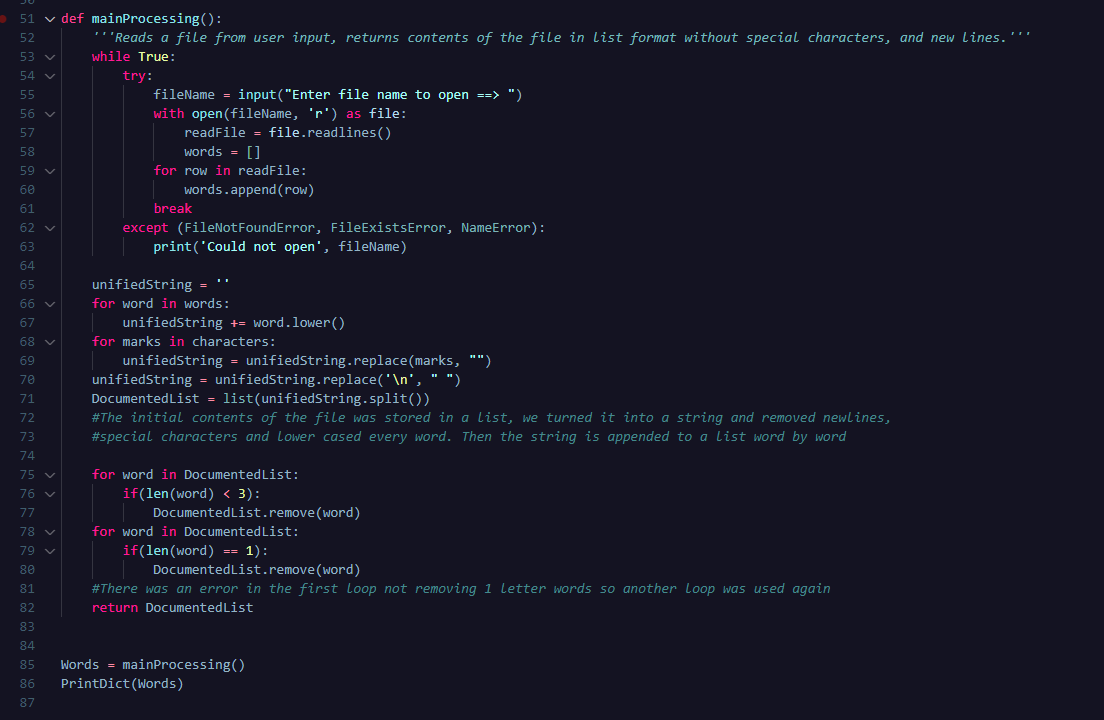 51 def mainProcessing():
52 '''Reads a file from user input, returns contents of the file in list format without special characters, and new lines.'''
53 while True:
54 try:
55 fileName = input("Enter file name to open ==> ")
56 with open(fileName, 'r') as file:
57 readFile = file.readlines()
58 words = []
59 for row in readFile:
60 words.append(row)
61 break
62 except (FileNotFoundError, FileExistsError, NameError):
63 print('Could not open', fileName)
64
65 unifiedString = ''
66 for word in words:
67 unifiedString += word.lower()
68 for marks in characters:
69 unifiedString = unifiedString.replace(marks, "")
70 unifiedString = unifiedString.replace('\n', " ")
71 DocumentedList = list(unifiedString.split())
72 #The initial contents of the file was stored in a list, we turned it into a string and removed newlines,
73 #special characters and lower cased every word. Then the string is appended to a list word by word
74
75 for word in DocumentedList:
76 if(len(word) < 3):
77 DocumentedList.remove(word)
78 for word in DocumentedList:
79 if(len(word) == 1):
80 DocumentedList.remove(word)
81 #There was an error in the first loop not removing 1 letter words so another loop was used again
82 return DocumentedList
83
84
85 Words = mainProcessing()
86 PrintDict(Words)
87